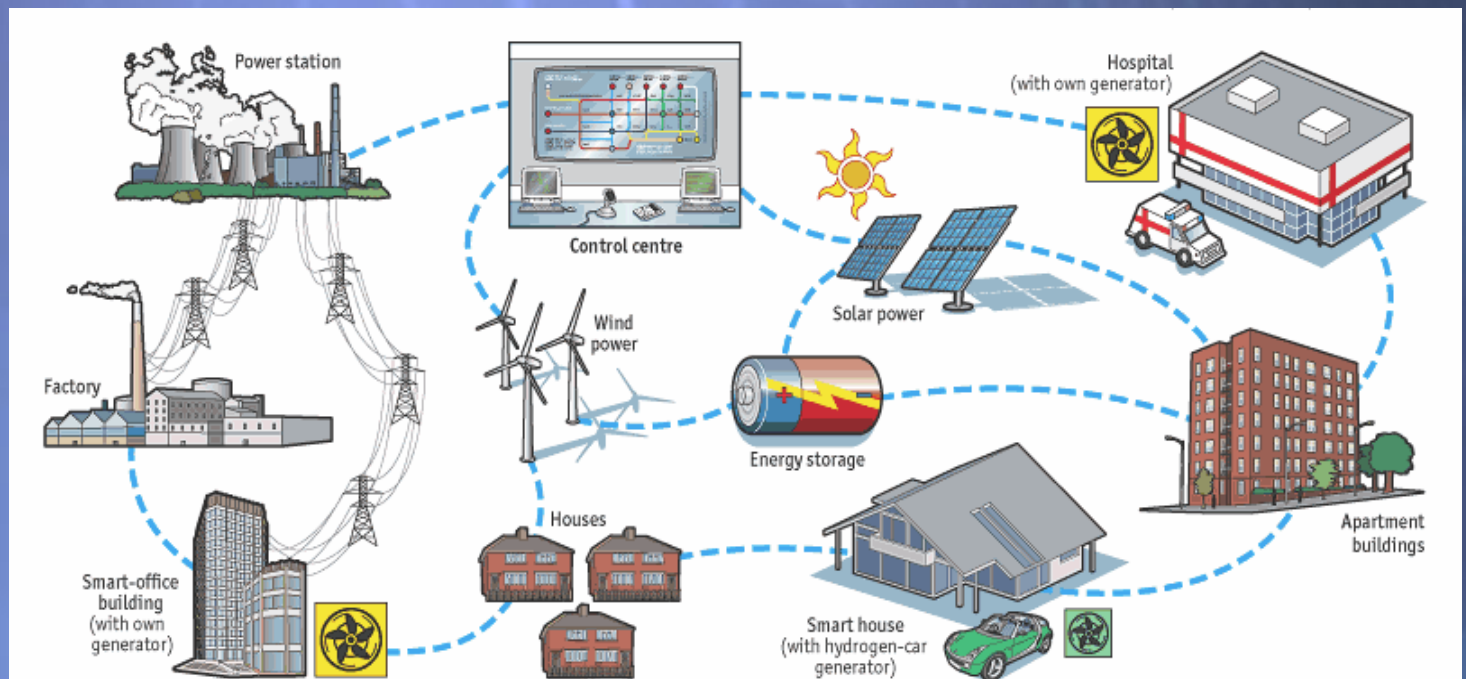 Power station
Hospital
(with own generator)
Control centre
Solar power
Wind
power
Factory
Energy storage
Houses
Apartment
buildings
Smart-office
building
(with own
generator)
Smart house
(with hydrogen-car
generator)